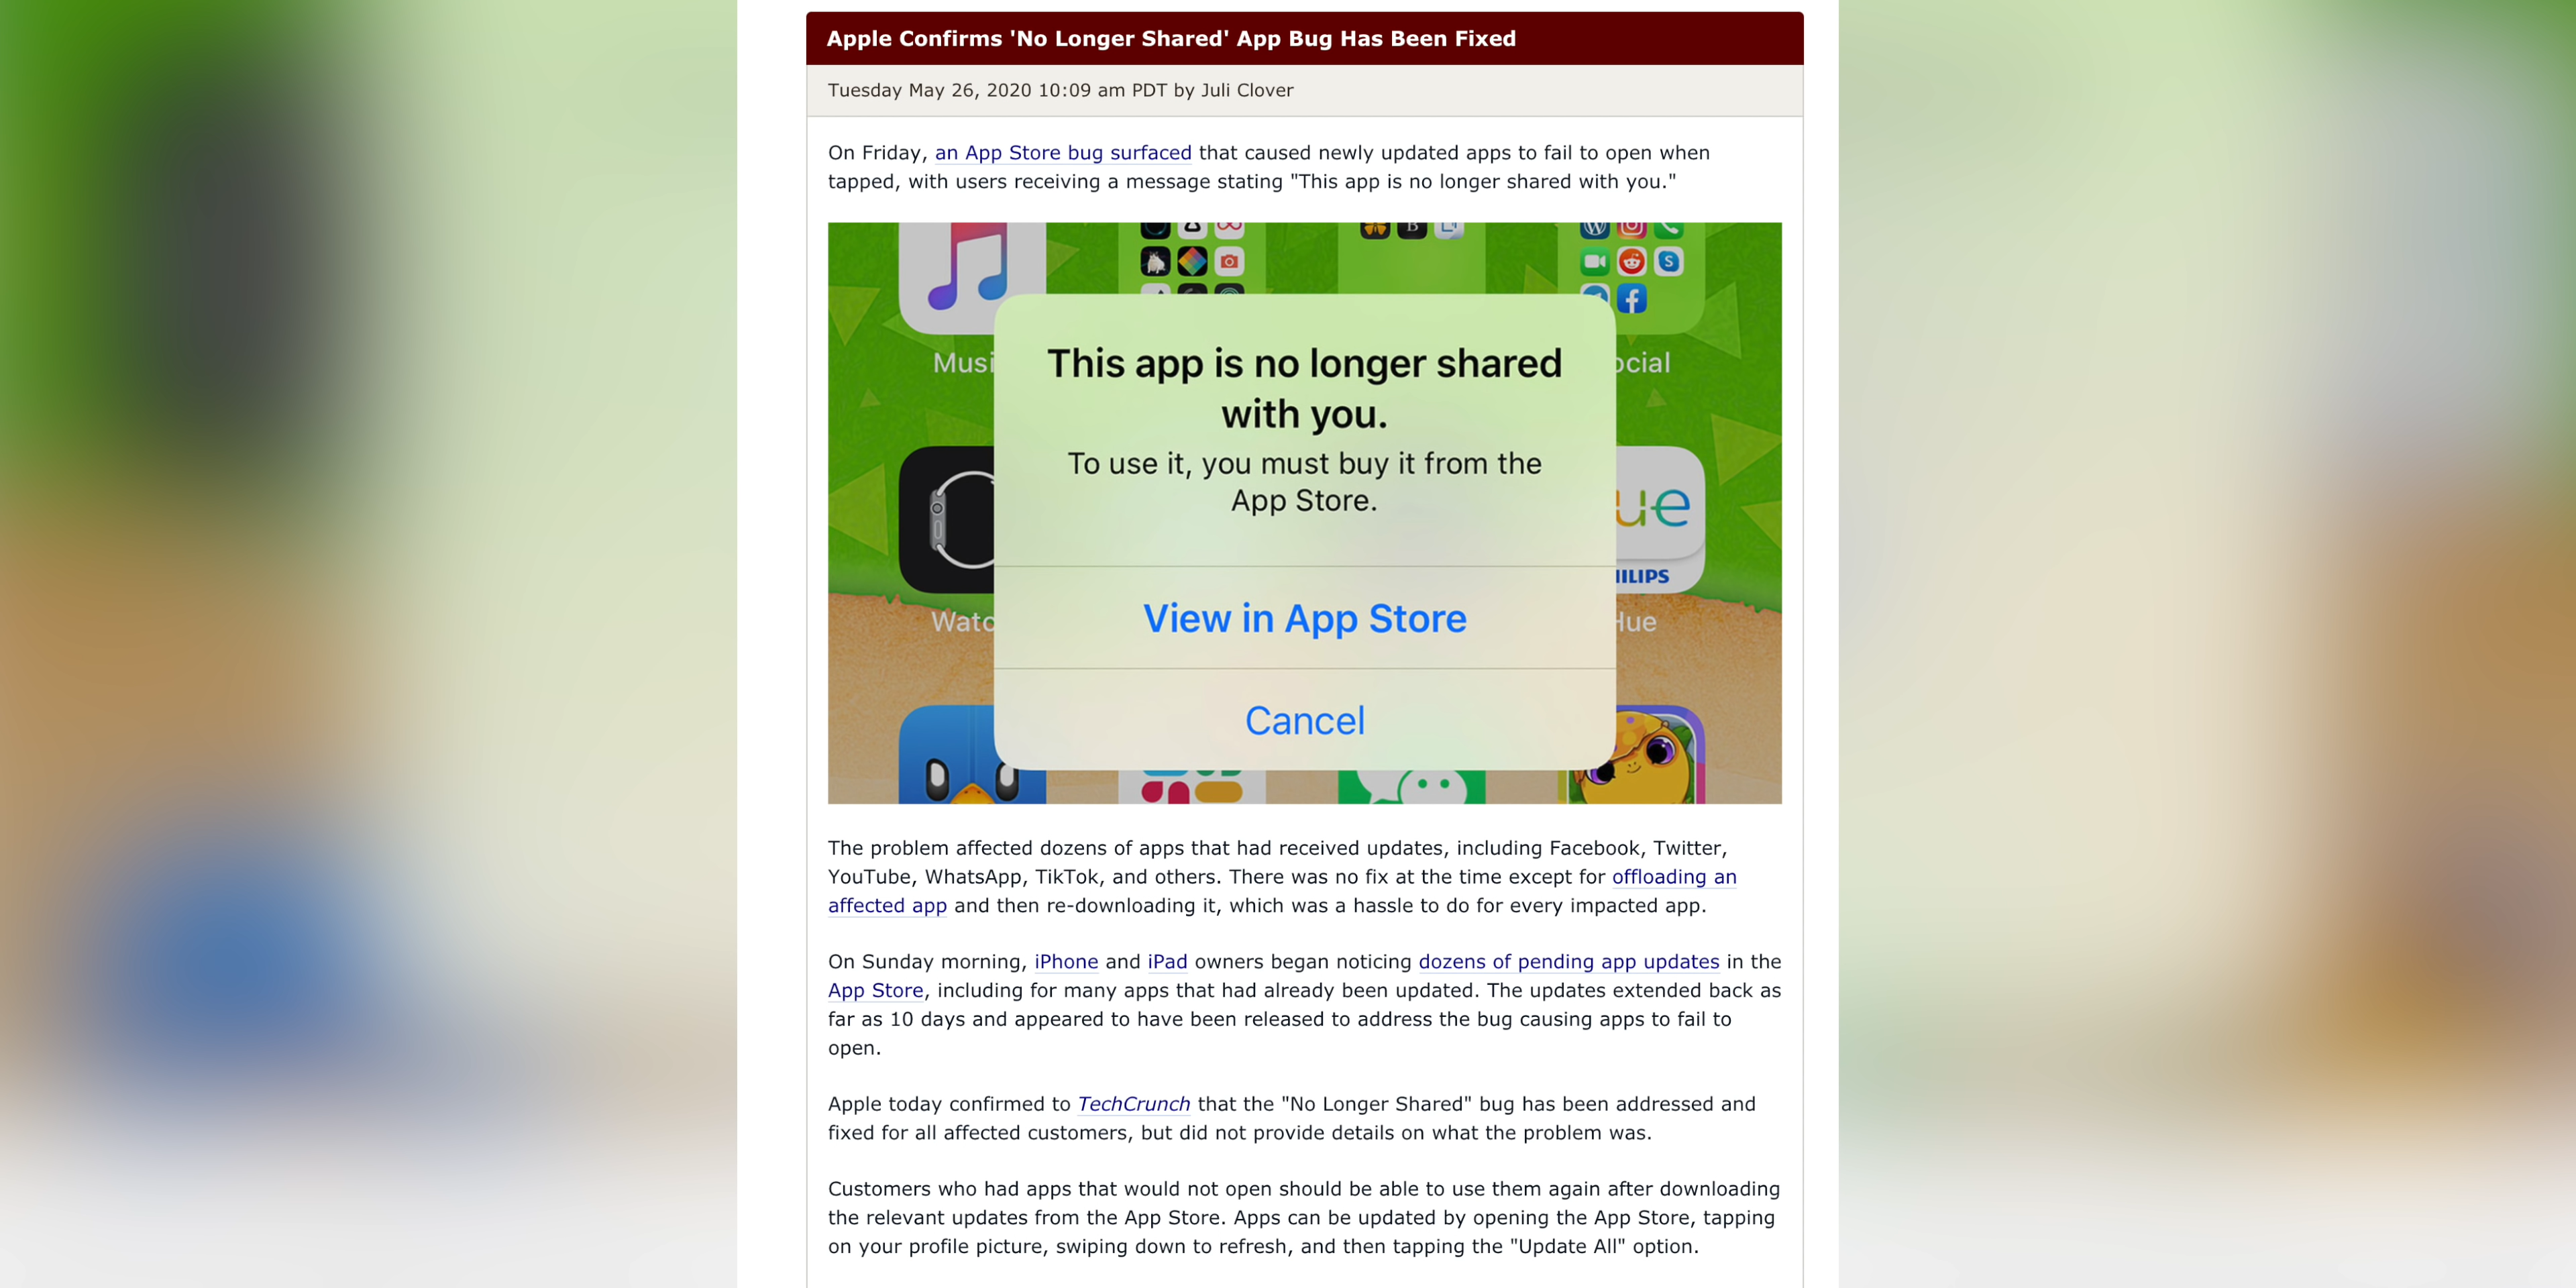 Apple Confirms 'No Longer Shared' App Bug Has Been Fixed
Tuesday May 26, 2020 10:09 am PDT by Juli Clover
On Friday, an App Store bug surfaced that caused newly updated apps to fail to open when
tapped, with users receiving a message stating "This app is no longer shared with you."
B
f
S
Musi
ocial
This app is no longer shared
with you.
To use it, you must buy it from the
App Store.
ue
HILIPS
Watc
Hue
View in App Store
Cancel
The problem affected dozens of apps that had received updates, including Facebook, Twitter,
YouTube, WhatsApp, TikTok, and others. There was no fix at the time except for offloading an
affected app and then re-downloading it, which was a hassle to do for every impacted app.
On Sunday morning, iPhone and iPad owners began noticing dozens of pending app updates in the
App Store, including for many apps that had already been updated. The updates extended back as
far as 10 days and appeared to have been released to address the bug causing apps to fail to
open.
Apple today confirmed to TechCrunch that the "No Longer Shared" bug has been addressed and
fixed for all affected customers, but did not provide details on what the problem was.
Customers who had apps that would not open should be able to use them again after downloading
the relevant updates from the App Store. Apps can be updated by opening the App Store, tapping
on your profile picture, swiping down to refresh, and then tapping the "Update All" option.